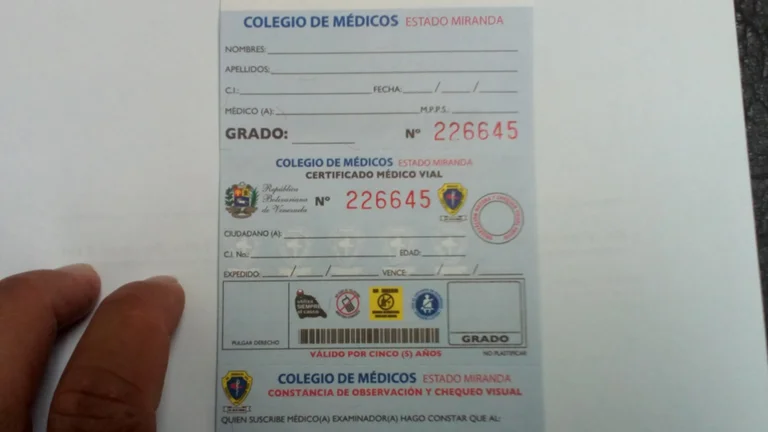 COLEGIO DE MÉDICOS ESTADO MIRANDA
NOMBRES:
APELLIDOS:
C.I.: FECHA: / /
MÉDICO (A): M.P.P.S.
GRADO: Nº 226645
COLEGIO DE MÉDICOS ESTADO MIRANDA
CERTIFICADO MÉDICO VIAL
República
Bolivariana
de Venezuela
Nº 226645
CIUDADANO (A):
C.I. No.: EDAD:
EXPEDIDO: / / VENCE: / /
SIEMPRE
PULGAR DERECHO
GRADO
VÁLIDO POR CINCO (5) AÑOS
NO PLASTIFICAR
COLEGIO DE MÉDICOS ESTADO MIRANDA
CONSTANCIA DE OBSERVACIÓN Y CHEQUEO VISUAL
QUIEN SUSCRIBE MÉDICO(A) EXAMINADOR(A) HAGO CONSTAR QUE AL: